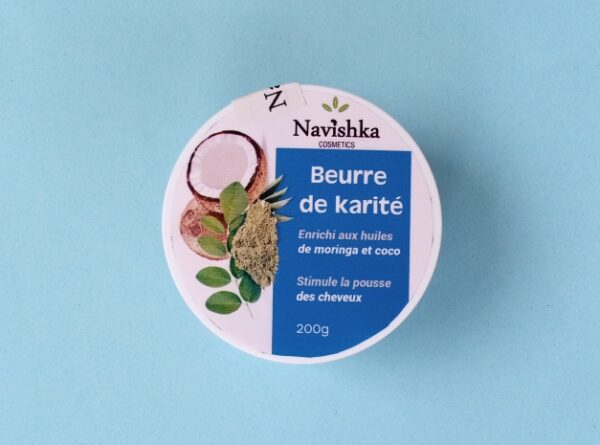 Navishka
COSMETICS
Beurre
de karité
Enrichi aux huiles
de moringa et coco
Stimule la pousse
des cheveux
200g